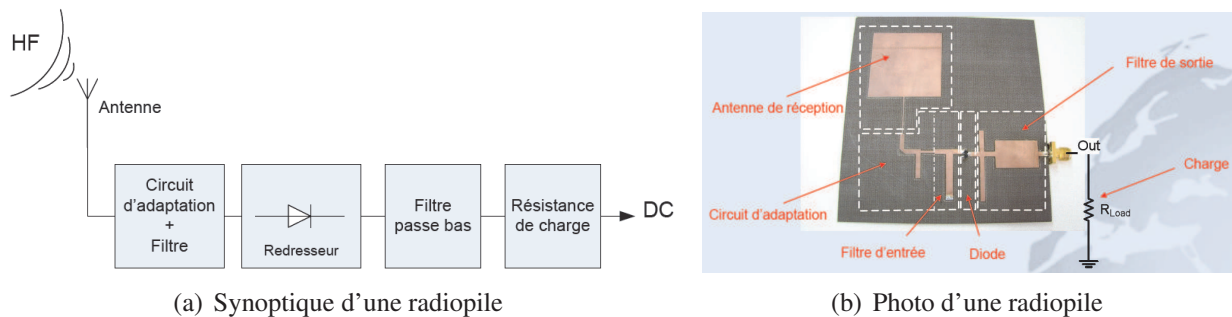 HF
Antenne
Circuit
d'adaptation
+
Filtre
Redresseur
Filtre
passe bas
Résistance
de charge
DC
(a) Synoptique d'une radiopile
Antenne de réception
Filtre de sortie
Out
Charge
R_Load
Circuit d'adaptation
Filtre d'entrée
Diode
(b) Photo d'une radiopile